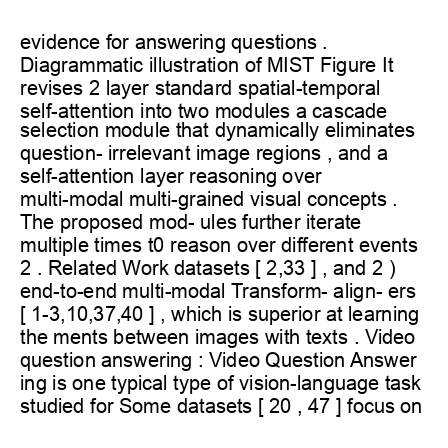 evidence for answering questions .
Diagrammatic illustration of MIST Figure It
revises 2 layer standard spatial-temporal
self-attention into two modules a cascade
selection module that dynamically eliminates
question- irrelevant image regions , and a
self-attention layer reasoning over
multi-modal multi-grained visual concepts .
The proposed mod- ules further iterate
multiple times t0 reason over different events
2 . Related Work datasets [ 2,33 ] , and 2 )
end-to-end multi-modal Transform- align- ers
[ 1-3,10,37,40 ] , which is superior at learning
the ments between images with texts . Video
question answering : Video Question Answer
ing is one typical type of vision-language task
studied for Some datasets [ 20 , 47 ] focus on